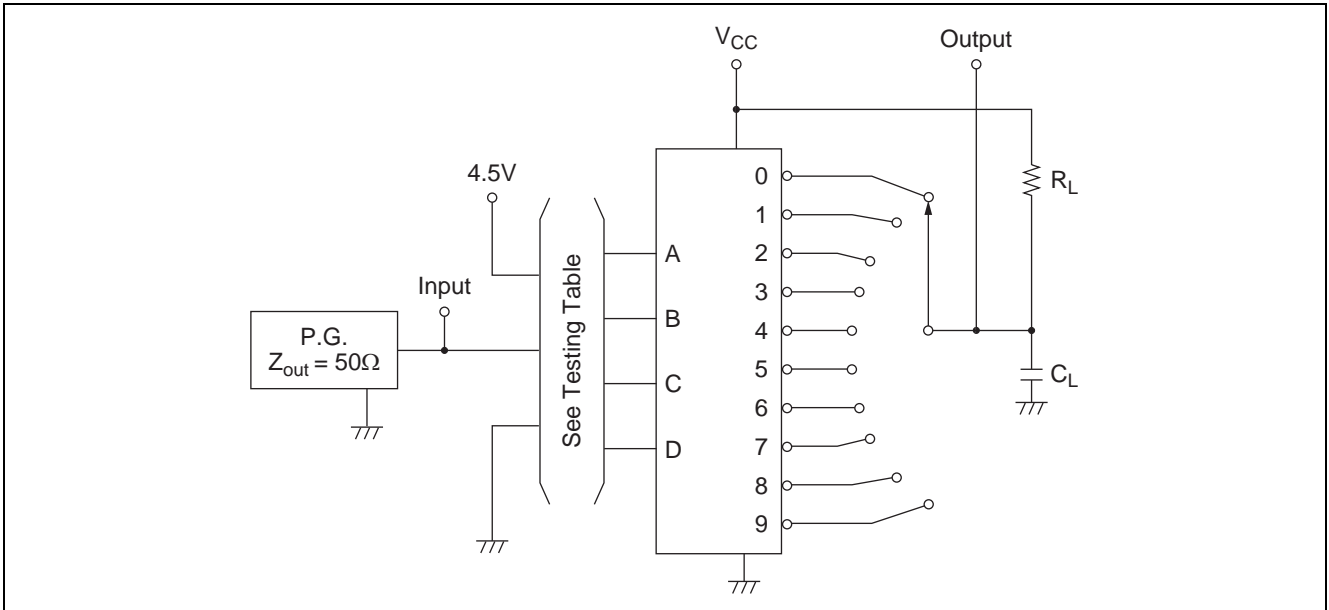 V_CC
Output
4.5V
Input
P.G.
Z_out = 50Ω
See Testing Table
A
B
C
D
0
1
2
3
4
5
6
7
8
9
R_L
C_L